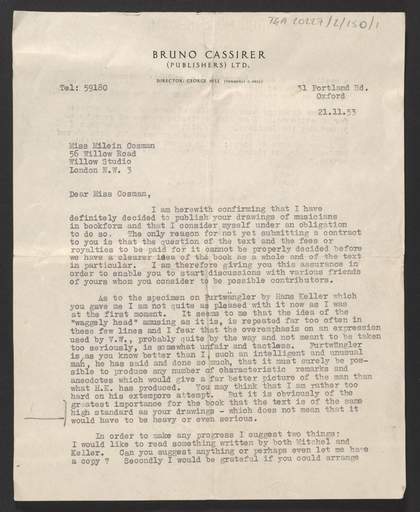 TGA 20227/2/150/1
BRUNO CASSIRER
(PUBLISHERS) LTD.
DIRECTOR: GEORGE HILL
Tel: 59180
31 Portland Rd.
Oxford
21.11.53
Miss Milein Cosman
56 Willow Road
Willow Studio
London N.W. 3
Dear Miss Cosman,
I am herewith confirming that I have
definitely decided to publish your drawings of musicians
in bookform and that I consider myself under an obligation
to do so. The only reason for not yet submitting a contract
to you is that the question of the text and the fees or
royalties to be paid for it cannot be properly decided before
we have a clearer idea of the book as a whole and of the text
in particular. I am therefore giving you this assurance in
order to enable you to start discussions with various friends
of yours whom you consider to be possible contributors.
As to the specimen on Furtwängler by Hans Keller which
you gave me I am not quite as pleased with it now as I was
at the first moment. It seems to me that the idea of the
"waggely head" amusing as it is, is repeated far too often in
these few lines and I fear that the overemphasis on an expression
used by V.W., probably quite by the way and not meant to be taken
too seriously, is somewhat unfair and tactless. Furtwängler
is, as you know better than I, such an intelligent and unusual
man, he has said and done so much, that it must surely be pos-
sible to produce any number of characteristic remarks and
anecdotes which would give a far better picture of the man than
what H.K. has produced. You may think that I am rather too
hard on his extempore attempt. But it is obviously of the
greatest importance for the book that the text is of the same
high standard as your drawings - which does not mean that it
would have to be heavy or even serious.
In order to make any progress I suggest two things:
I would like to read something written by both Mitchel and
Keller. Can you suggest anything or perhaps even let me have
a copy ? Secondly I would be grateful if you could arrange